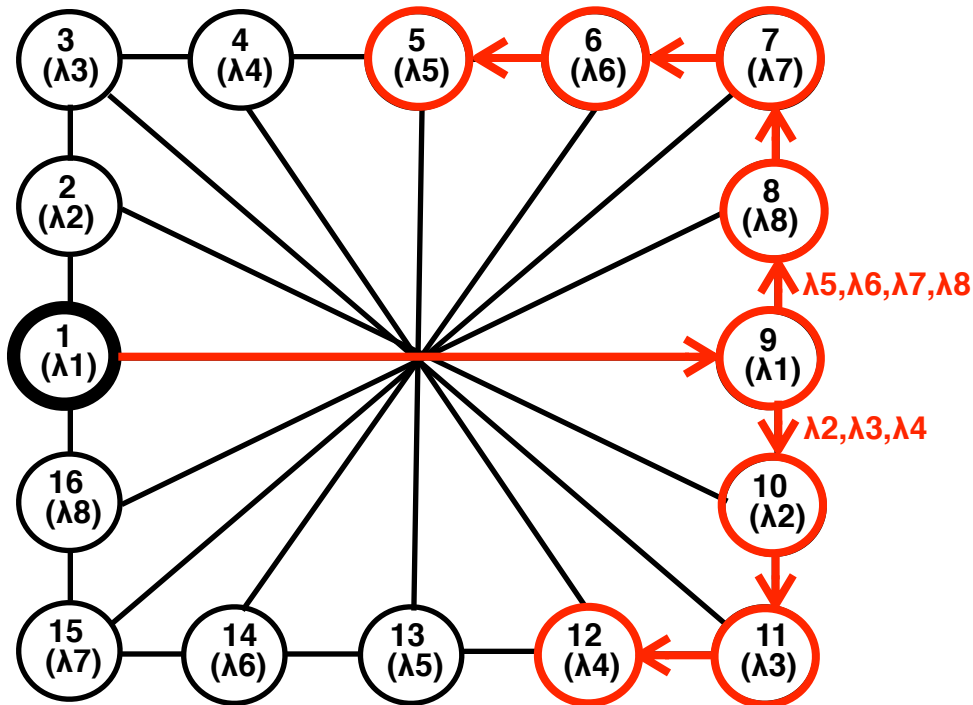 3
(λ3)
4
(λ4)
5
(λ5)
6
(λ6)
7
(λ7)
2
(λ2)
8
(λ8)
λ5,λ6,λ7,λ8
1
(λ1)
9
(λ1)
λ2,λ3,λ4
16
(λ8)
10
(λ2)
15
(λ7)
14
(λ6)
13
(λ5)
12
(λ4)
11
(λ3)